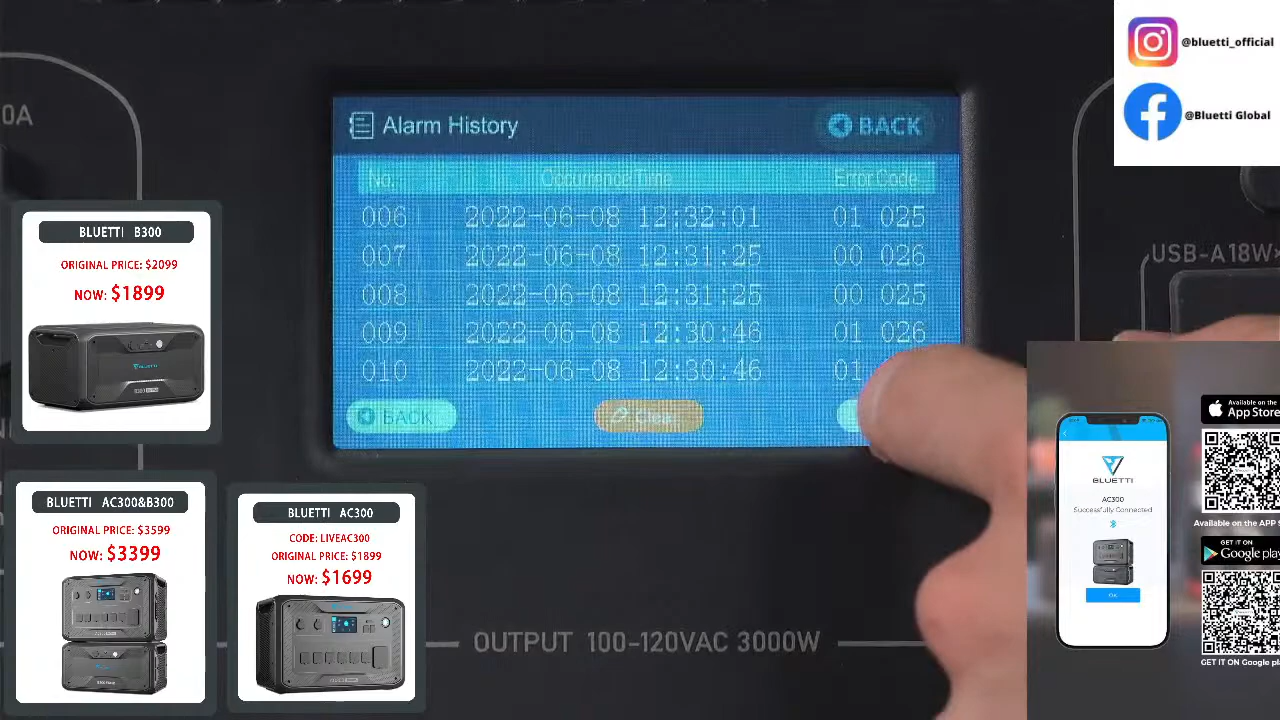 @bluetti_official
@Bluetti Global
0A
Alarm History
BACK
No. Occurrence Time Error Code
006 2022-06-08 12:32:01 01 025
007 2022-06-08 12:31:25 00 026
008 2022-06-08 12:31:25 00 025
009 2022-06-08 12:30:46 01 026
010 2022-06-08 12:30:46 01
BACK
Clear
USB-A 18W
BLUETTI B300
ORIGINAL PRICE: $2099
NOW: $1899
BLUETTI AC300&B300
ORIGINAL PRICE: $3599
NOW: $3399
BLUETTI AC300
CODE: LIVEAC300
ORIGINAL PRICE: $1899
NOW: $1699
OUTPUT 100-120VAC 3000W
BLUETTI
AC300
Successfully Connected
OK
Available on the
App Store
Available on the APP S
GET IT ON
Google play
GET IT ON Google pla